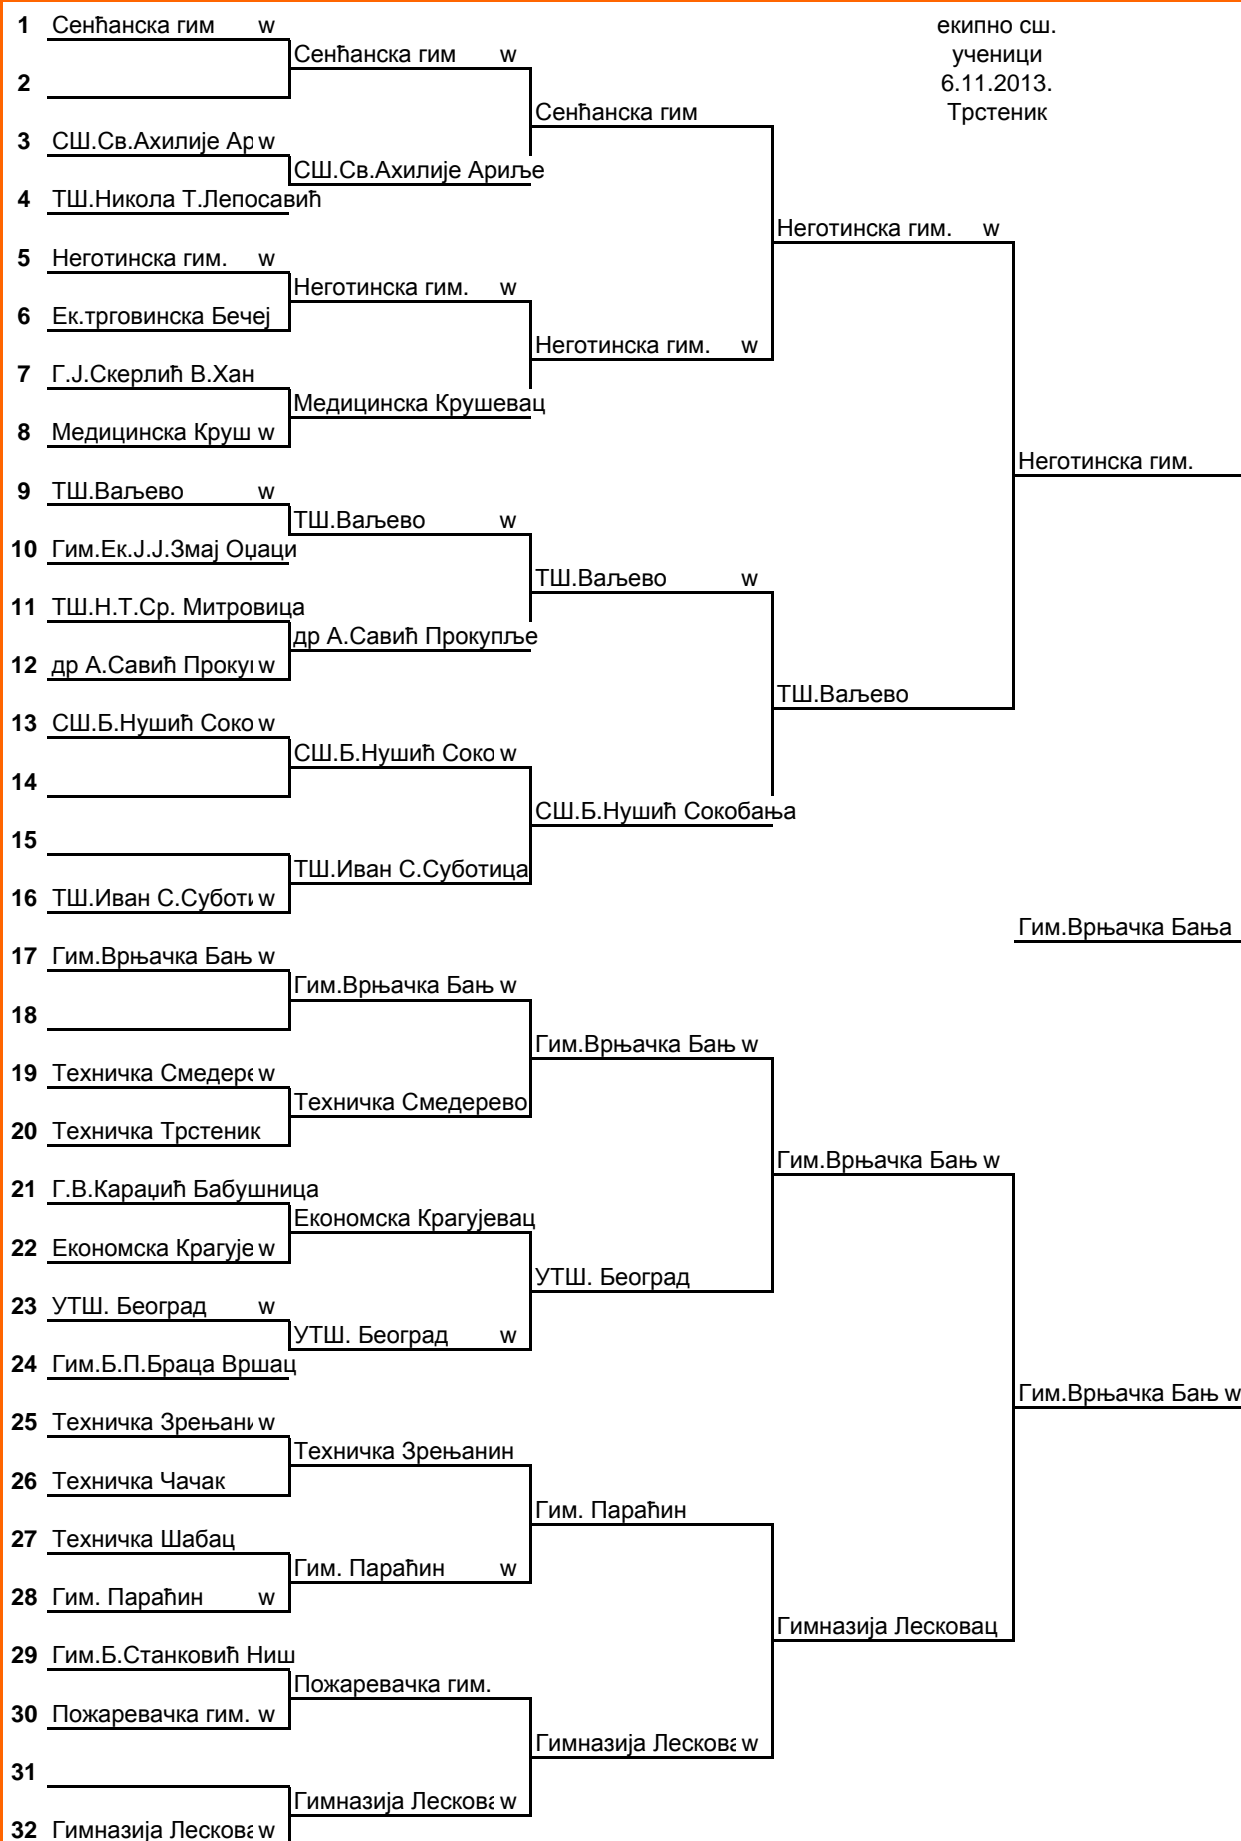 екипно сш.
ученици
6.11.2013.
Трстеник
1 Сенћанска гим w
Сенћанска гим w
2
Сенћанска гим
3 СШ.Св.Ахилије Ар w
СШ.Св.Ахилије Ариље
4 ТШ.Никола Т.Лепосавић
Неготинска гим. w
5 Неготинска гим. w
Неготинска гим. w
6 Ек.трговинска Бечеј
Неготинска гим. w
7 Г.Ј.Скерлић В.Хан
Медицинска Крушевац
8 Медицинска Круш w
Неготинска гим.
9 ТШ.Ваљево w
ТШ.Ваљево w
10 Гим.Ек.Ј.Ј.Змај Оџаци
ТШ.Ваљево w
11 ТШ.Н.Т.Ср. Митровица
др А.Савић Прокупље
12 др А.Савић Проку w
ТШ.Ваљево
13 СШ.Б.Нушић Соко w
СШ.Б.Нушић Соко w
14
СШ.Б.Нушић Сокобања
15
ТШ.Иван С.Суботица
16 ТШ.Иван С.Субот w
Гим.Врњачка Бања
17 Гим.Врњачка Бањ w
Гим.Врњачка Бањ w
18
Гим.Врњачка Бањ w
19 Техничка Смедере w
Техничка Смедерево
20 Техничка Трстеник
Гим.Врњачка Бањ w
21 Г.В.Караџић Бабушница
Економска Крагујевац
22 Економска Крагује w
УТШ. Београд
23 УТШ. Београд w
УТШ. Београд w
24 Гим.Б.П.Браца Вршац
Гим.Врњачка Бањ w
25 Техничка Зрењани w
Техничка Зрењанин
26 Техничка Чачак
Гим. Параћин
27 Техничка Шабац
Гим. Параћин w
28 Гим. Параћин w
Гимназија Лесковац
29 Гим.Б.Станковић Ниш
Пожаревачка гим.
30 Пожаревачка гим. w
Гимназија Лескова w
31
Гимназија Лескова w
32 Гимназија Лескова w